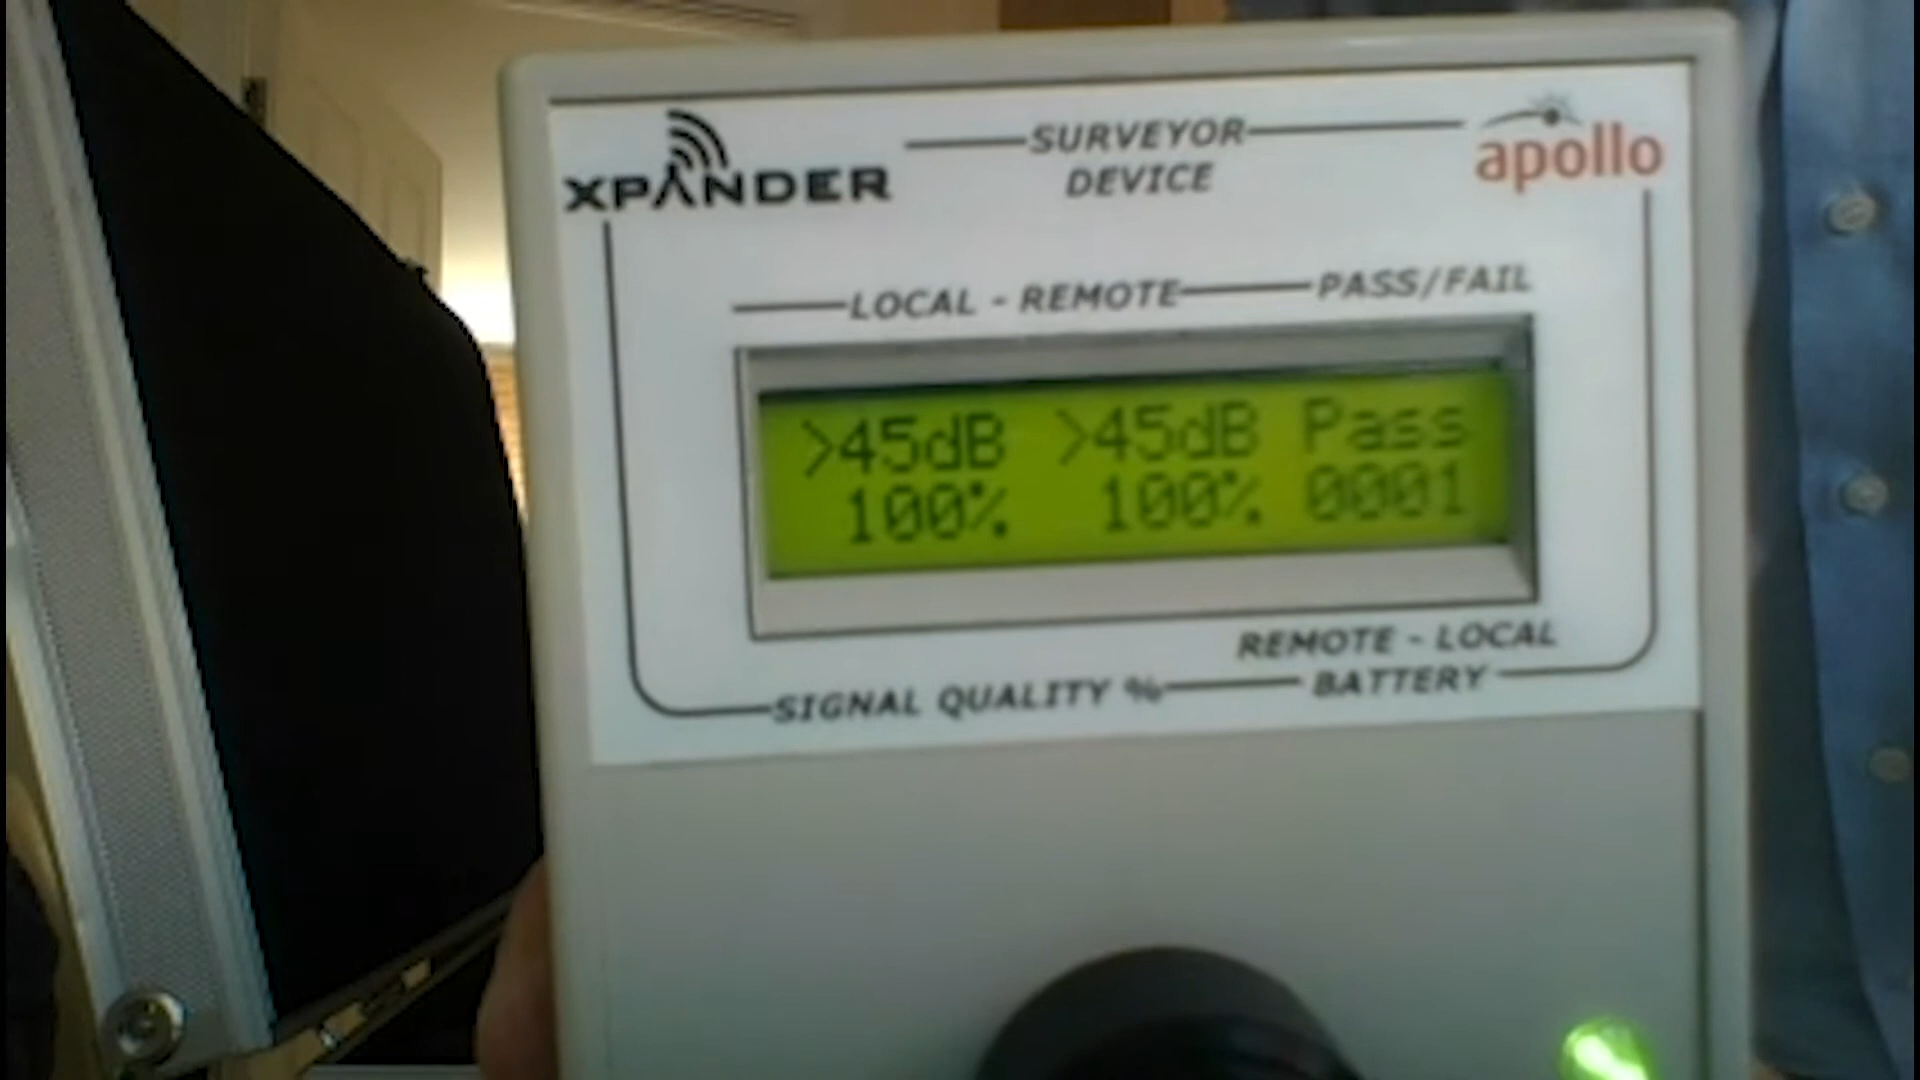 XPANDER
SURVEYOR
DEVICE
apollo
LOCAL - REMOTE
PASS/FAIL
>45dB >45dB Pass
100% 100% 0001
REMOTE - LOCAL
SIGNAL QUALITY %
BATTERY